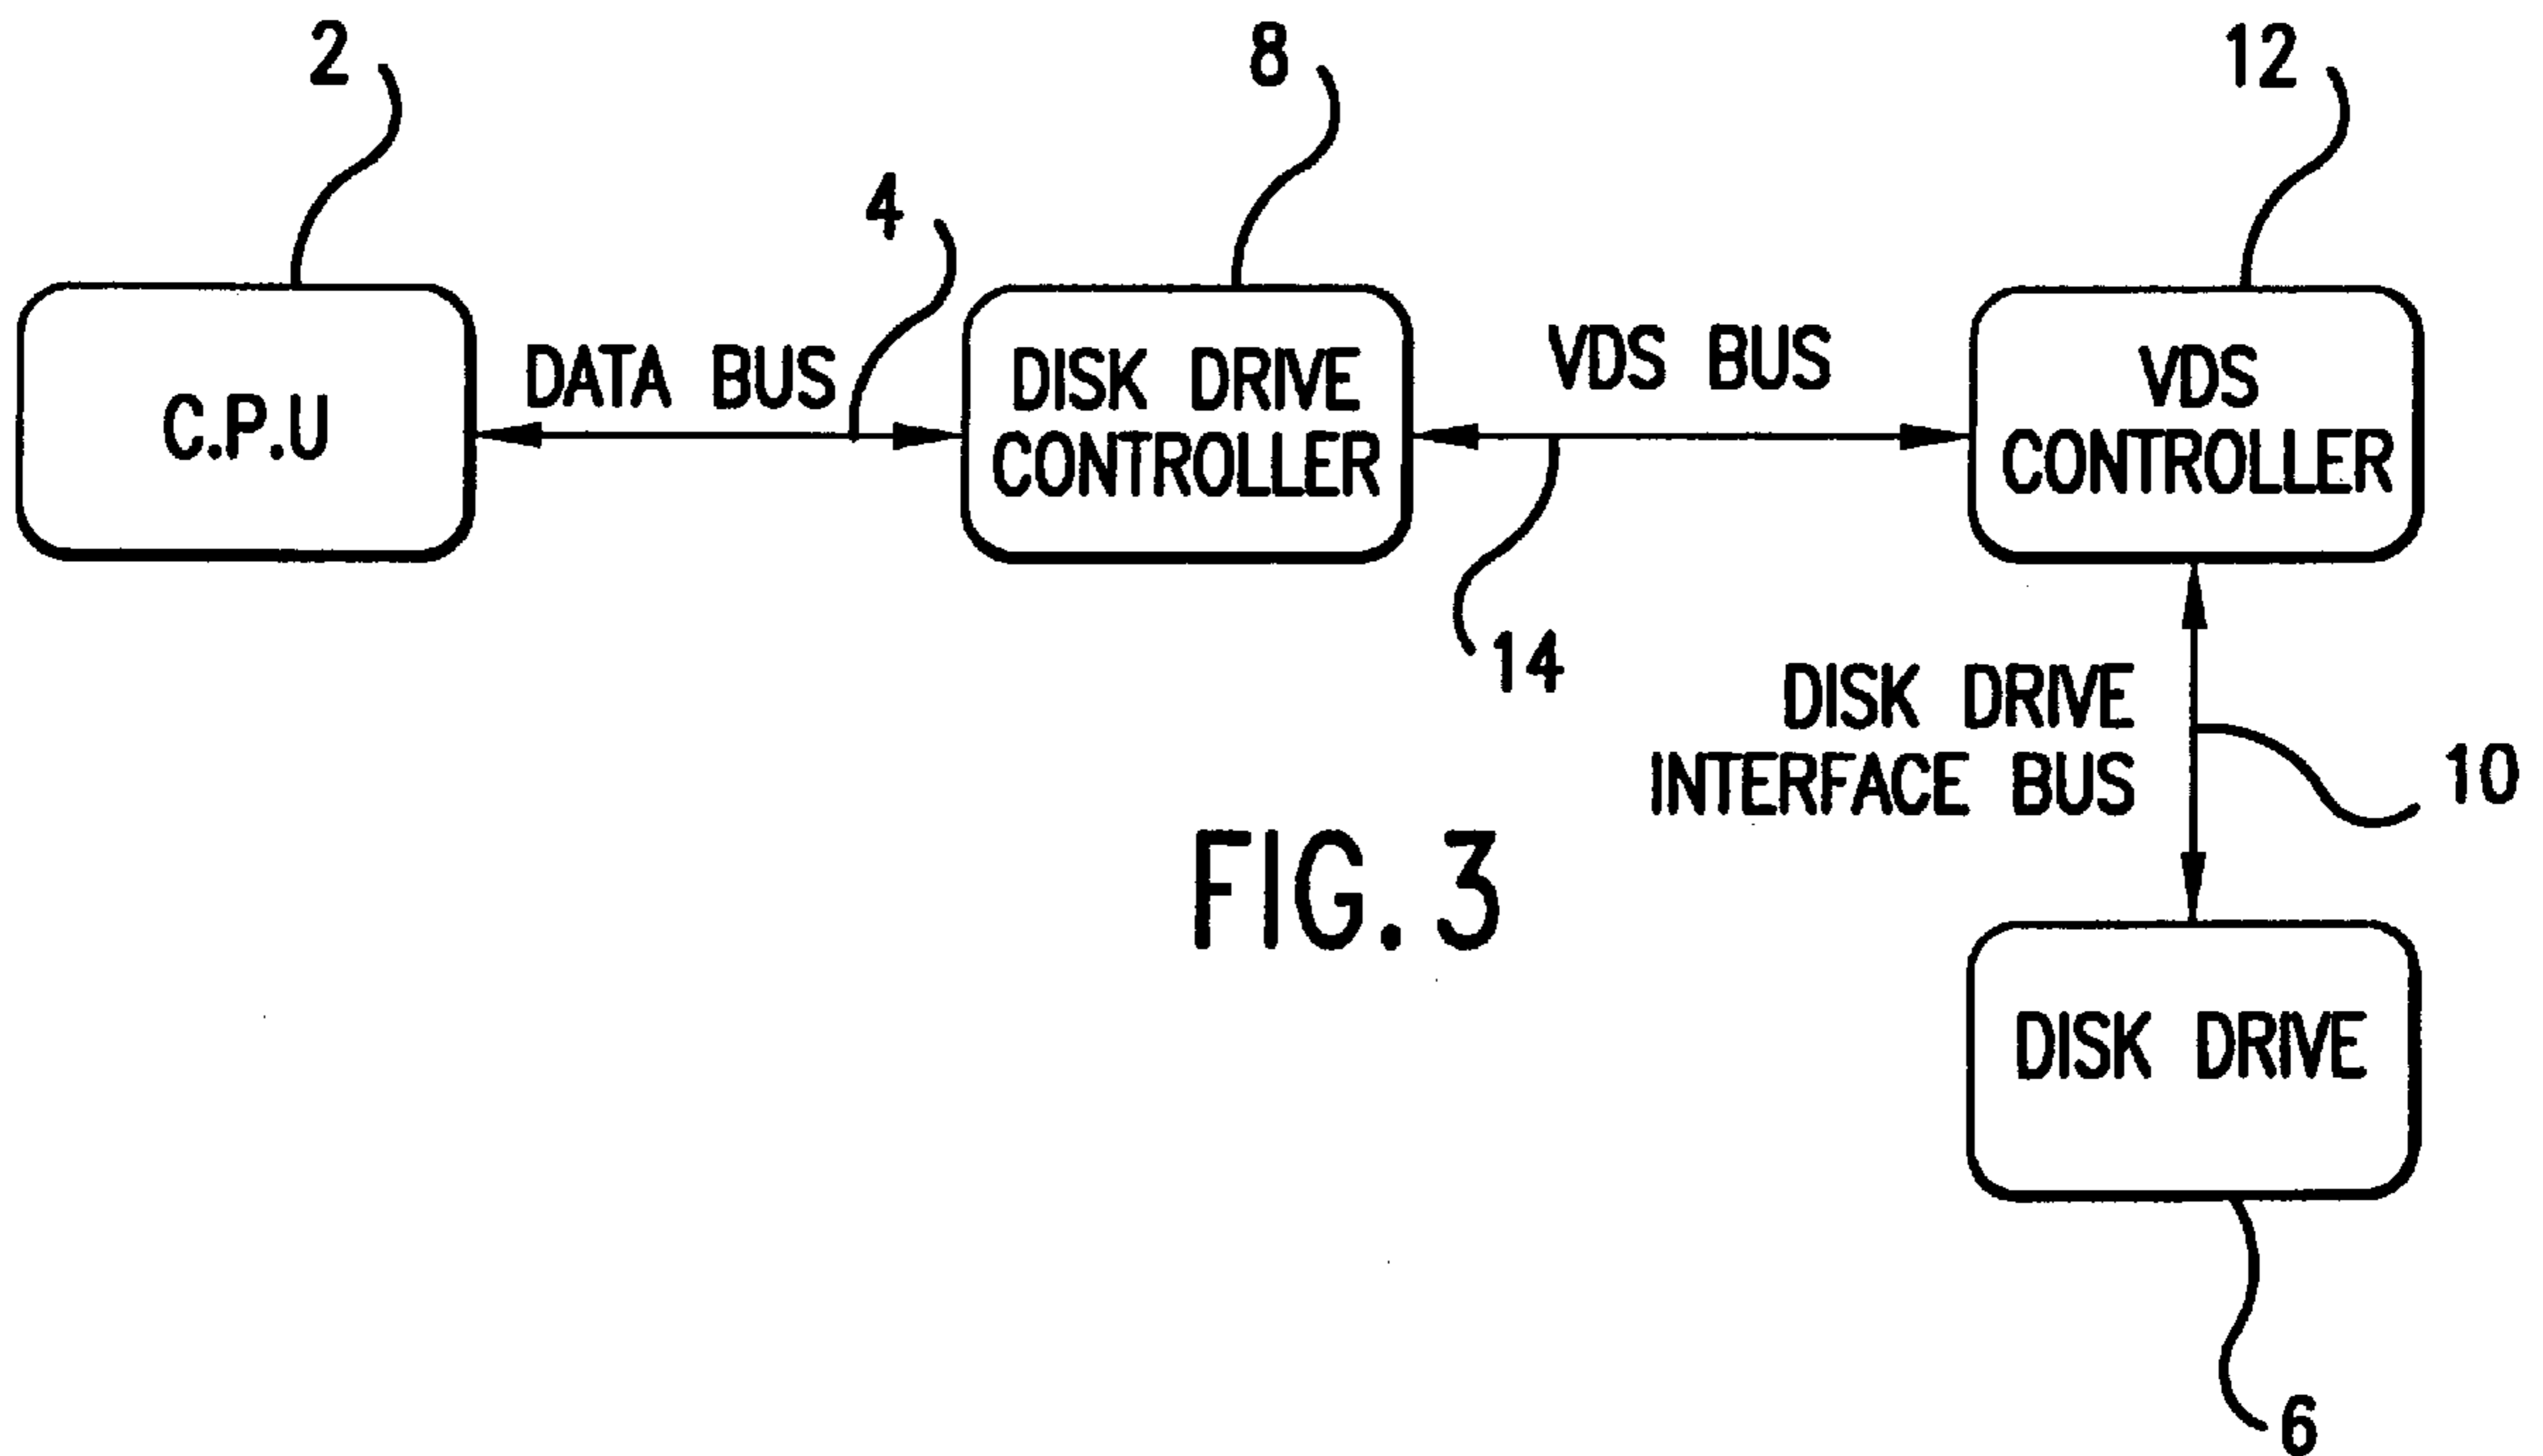 2
8
12
4
C.P.U
DATA BUS
DISK DRIVE
CONTROLLER
VDS BUS
VDS
CONTROLLER
14
DISK DRIVE
INTERFACE BUS
10
FIG. 3
DISK DRIVE
6